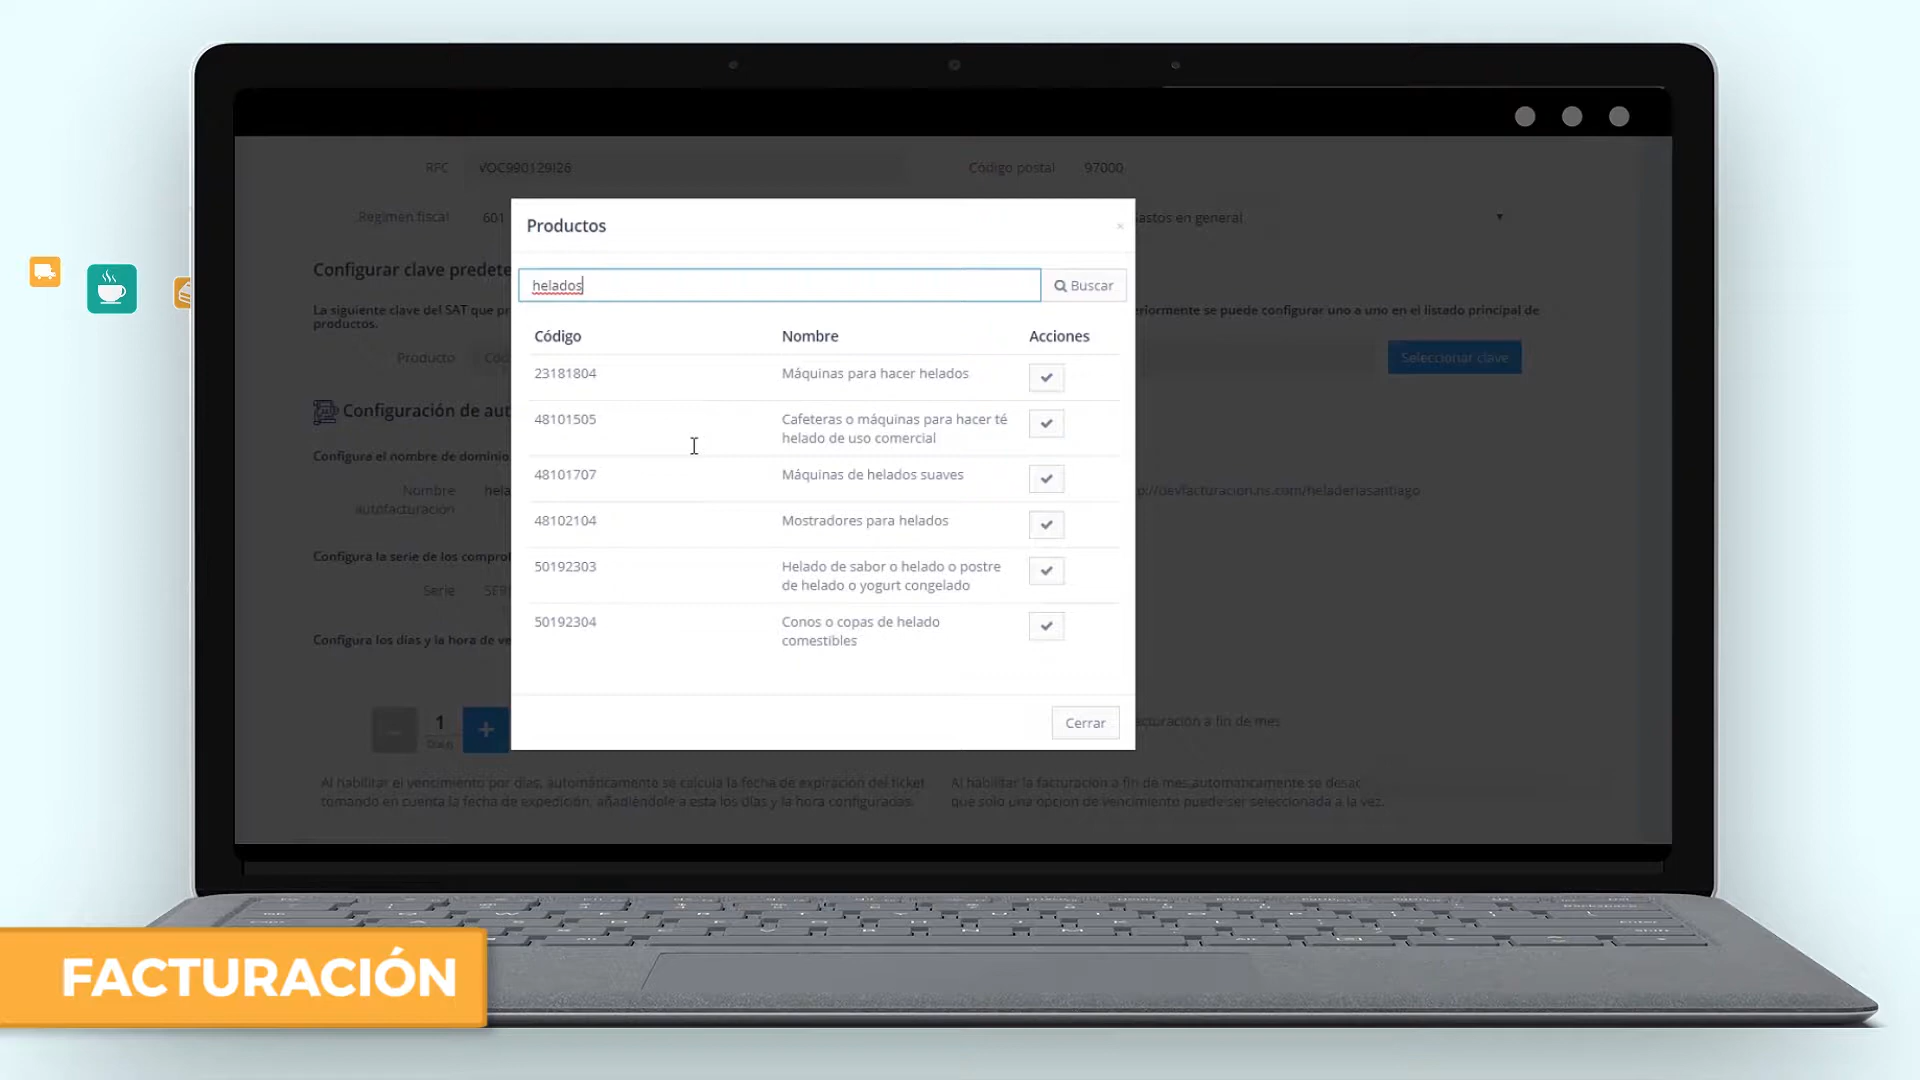 RFC VOC990129I26 Código postal 97000
Régimen fiscal 601 astos en general
Productos
×
Configurar clave predete
helados Buscar
La siguiente clave del SAT que pr eriormente se puede configurar uno a uno en el listado principal de
productos.
Código Nombre Acciones
Producto Seleccionar clave
23181804 Máquinas para hacer helados
Configuración de au
48101505 Cafeteras o máquinas para hacer té
helado de uso comercial
Configura el nombre de dominio
48101707 Máquinas de helados suaves
Nombre hela p://devfacturacion.ns.com/heladeriasantiago
autofacturación
48102104 Mostradores para helados
Configura la serie de los compro
50192303 Helado de sabor o helado o postre
de helado o yogurt congelado
Serie
50192304 Conos o copas de helado
comestibles
Configura los días y la hora de ve
1
Día(s)
+
Cerrar
acturación a fin de mes
Al habilitar el vencimiento por días, automáticamente se calcula la fecha de expiración del ticket
tomando en cuenta la fecha de expedición, añadiéndole a esta los días y la hora configuradas.
Al habilitar la facturación a fin de mes automáticamente se desac
que solo una opción de vencimiento puede ser seleccionada a la vez.
FACTURACIÓN